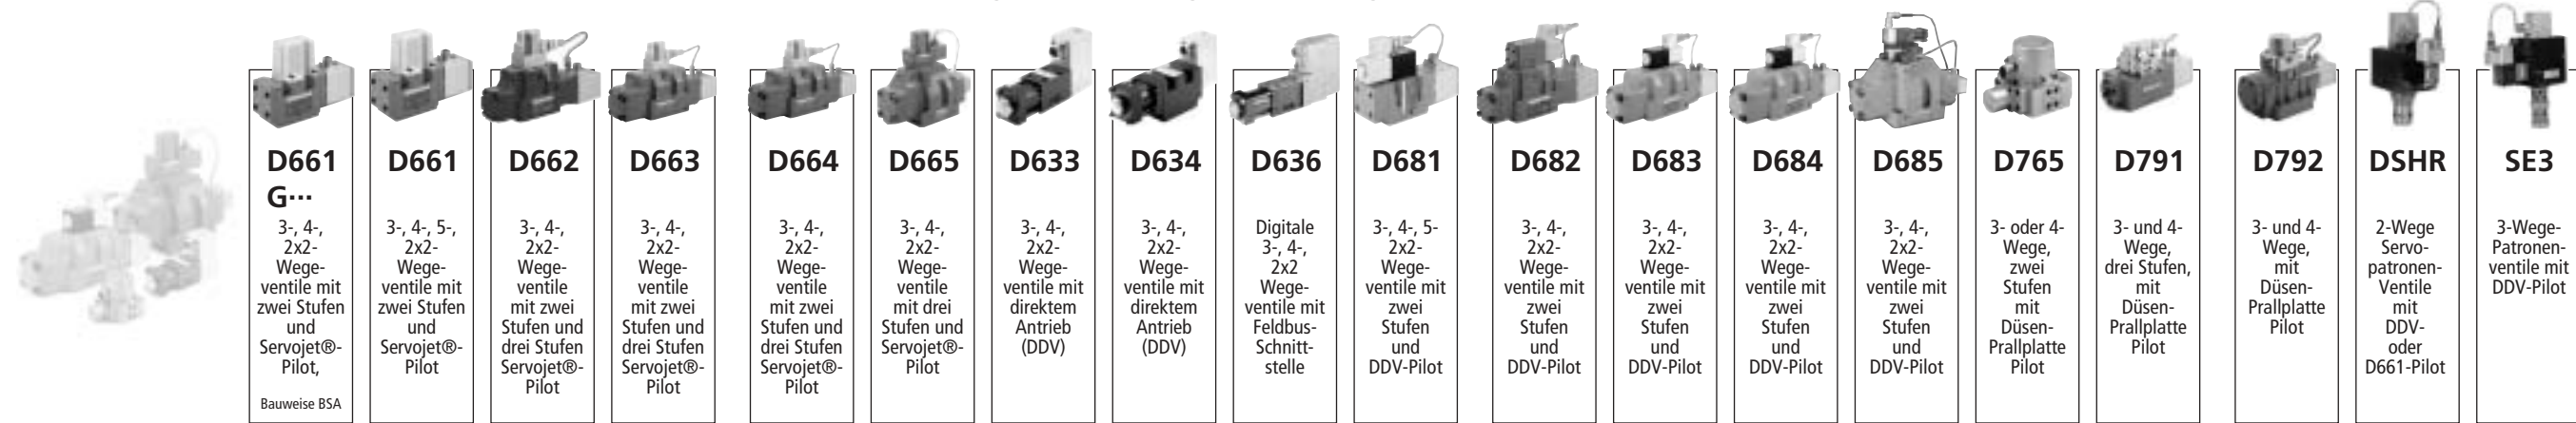 D661
G···
3-, 4-,
2x2-
Wege-
ventile mit
zwei Stufen
und
Servojet®-
Pilot,
Bauweise BSA
D661
3-, 4-, 5-,
2x2-
Wege-
ventile mit
zwei Stufen
und
Servojet®-
Pilot
D662
3-, 4-,
2x2-
Wege-
ventile
mit zwei
Stufen und
drei Stufen
Servojet®-
Pilot
D663
3-, 4-,
2x2-
Wege-
ventile
mit zwei
Stufen und
drei Stufen
Servojet®-
Pilot
D664
3-, 4-,
2x2-
Wege-
ventile
mit zwei
Stufen und
drei Stufen
Servojet®-
Pilot
D665
3-, 4-,
2x2-
Wege-
ventile
mit drei
Stufen und
Servojet®-
Pilot
D633
3-, 4-,
2x2-
Wege-
ventile mit
direktem
Antrieb
(DDV)
D634
3-, 4-,
2x2-
Wege-
ventile mit
direktem
Antrieb
(DDV)
D636
Digitale
3-, 4-,
2x2
Wege-
ventile mit
Feldbus-
Schnitt-
stelle
D681
3-, 4-, 5-
2x2-
Wege-
ventile mit
zwei
Stufen
und
DDV-Pilot
D682
3-, 4-,
2x2-
Wege-
ventile mit
zwei
Stufen
und
DDV-Pilot
D683
3-, 4-,
2x2-
Wege-
ventile mit
zwei
Stufen
und
DDV-Pilot
D684
3-, 4-,
2x2-
Wege-
ventile mit
zwei
Stufen
und
DDV-Pilot
D685
3-, 4-,
2x2-
Wege-
ventile mit
zwei
Stufen
und
DDV-Pilot
D765
3- oder 4-
Wege,
zwei
Stufen
mit
Düsen-
Prallplatte
Pilot
D791
3- und 4-
Wege,
drei Stufen,
mit
Düsen-
Prallplatte
Pilot
D792
3- und 4-
Wege,
mit
Düsen-
Prallplatte
Pilot
DSHR
2-Wege
Servo-
patronen-
Ventile
mit
DDV-
oder
D661-Pilot
SE3
3-Wege-
Patronen-
ventile mit
DDV-Pilot